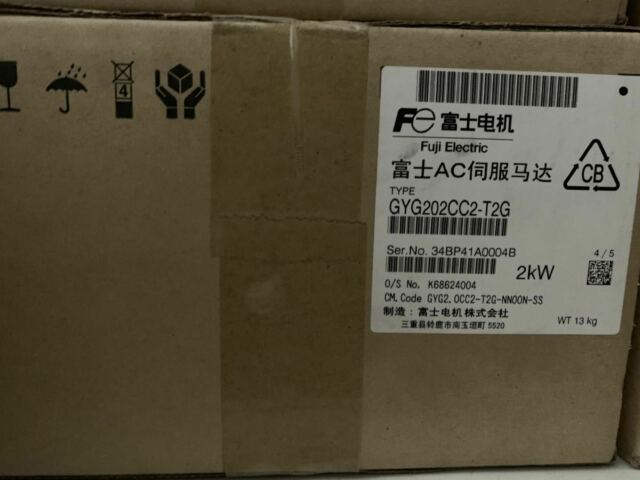 4
Fe 富士电机
Fuji Electric
富士AC伺服马达
CB
TYPE
GYG202CC2-T2G
Ser.No. 34BP41A0004B
2kW
4/5
O/S No. K68624004
CM.Code GYG2.0CC2-T2G-NN00N-SS
制造：富士电机株式会社
三重县铃鹿市南玉垣町 5520
WT 13 kg